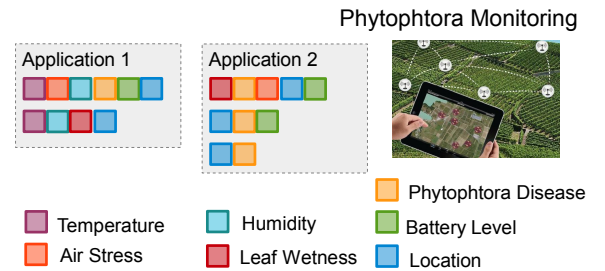 Phytophtora Monitoring
Application 1
Application 2
Phytophtora Disease
Temperature
Humidity
Battery Level
Air Stress
Leaf Wetness
Location